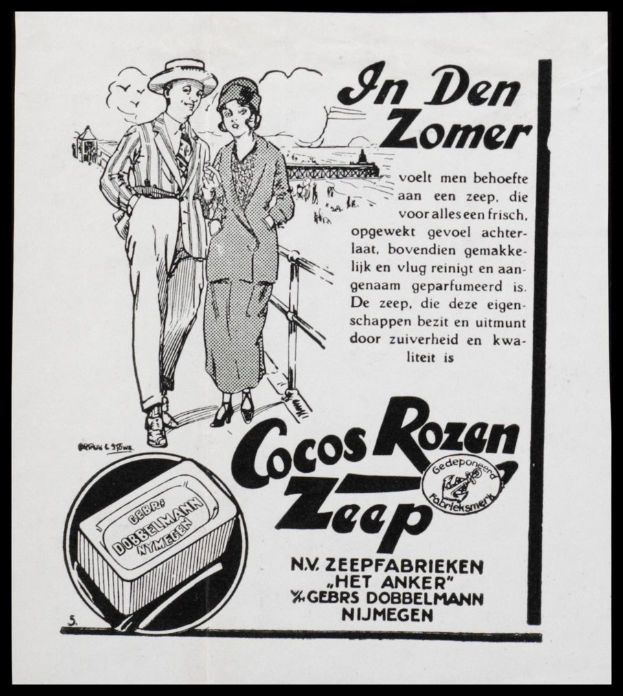 In Den
Zomer
voelt men behoefte
aan een zeep, die
voor alles een frisch,
opgewekt gevoel achter-
laat, bovendien gemakke-
lijk en vlug reinigt en aan-
genaam geparfumeerd is.
De zeep, die deze eigen-
schappen bezit en uitmunt
door zuiverheid en kwa-
liteit is
Cocos Rozen
Zeep
Gedeponeerd
Fabrieksmerk
GEBRS
DOBBELMANN
NYMEGEN
N.V. ZEEPFABRIEKEN
„HET ANKER"
V/H GEBRS DOBBELMANN
NIJMEGEN
5.